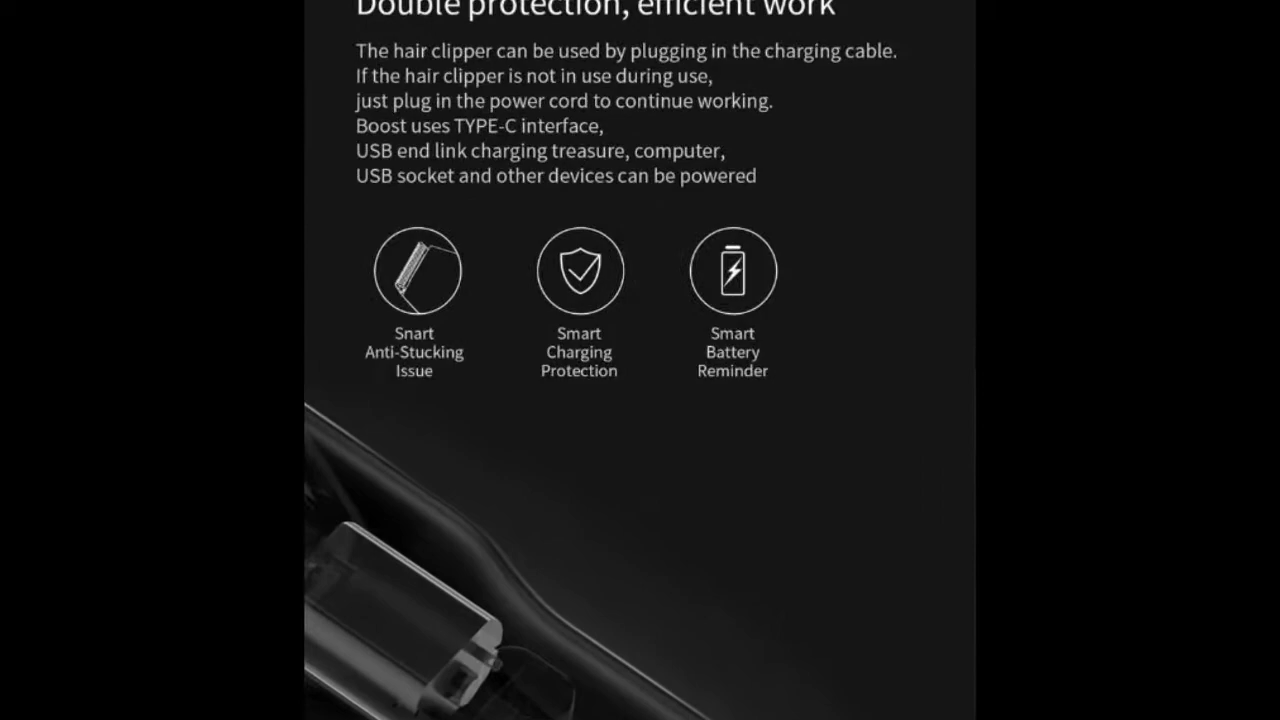 Double protection, efficient work
The hair clipper can be used by plugging in the charging cable.
If the hair clipper is not in use during use,
just plug in the power cord to continue working.
Boost uses TYPE-C interface,
USB end link charging treasure, computer,
USB socket and other devices can be powered
Snart
Anti-Stucking
Issue
Smart
Charging
Protection
Smart
Battery
Reminder